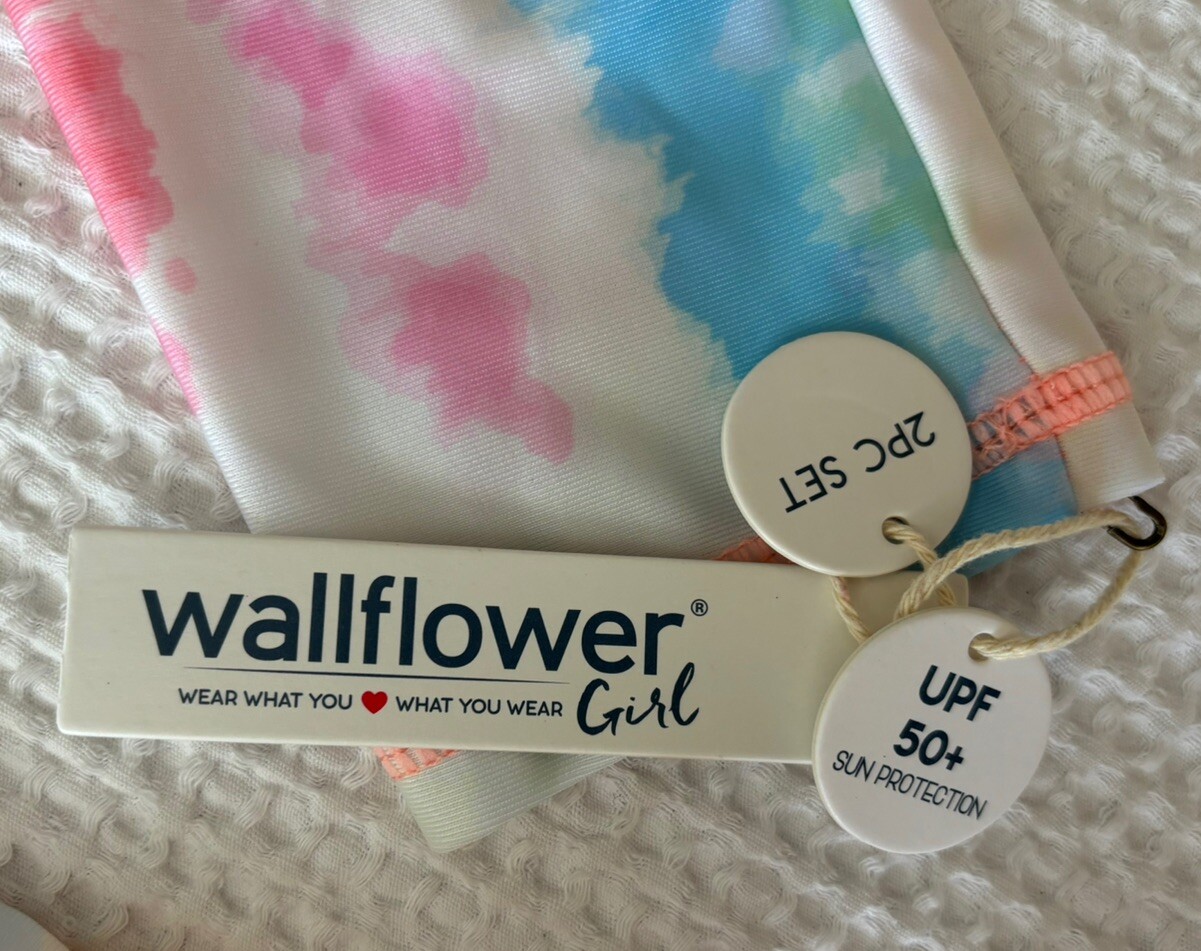 2PC SET
wallflower®
Girl
WEAR WHAT YOU ❤ WHAT YOU WEAR
UPF
50+
SUN PROTECTION